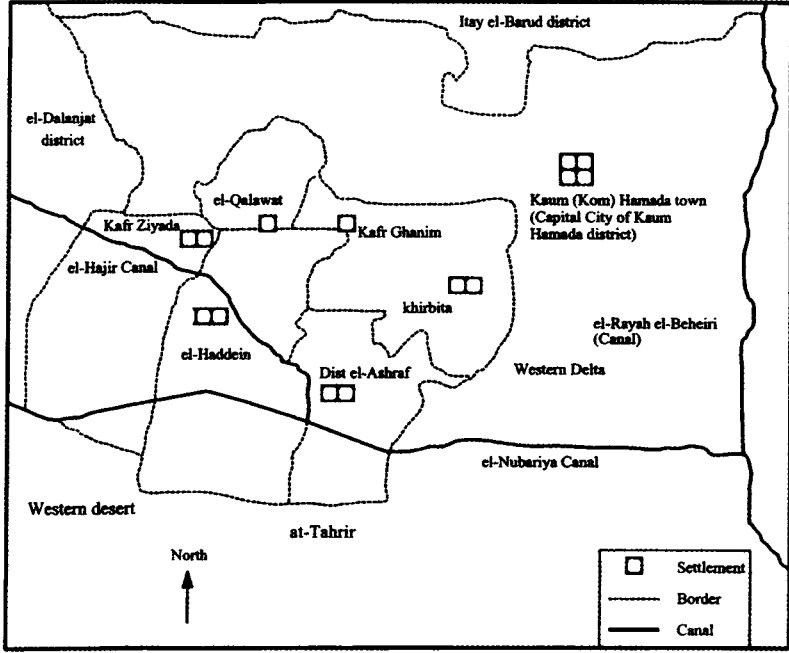 Itay el-Barud district
el-Dalanjat
district
el-Qalawat
Kaum (Kom) Hamada town
(Capital City of Kaum
Hamada district)
Kafr Ziyada
Kafr Ghanim
el-Hajir Canal
khirbita
el-Rayah el-Beheiri
(Canal)
el-Haddein
Dist el-Ashraf
Western Delta
el-Nubariya Canal
Western desert
at-Tahrir
North
Settlement
Border
Canal